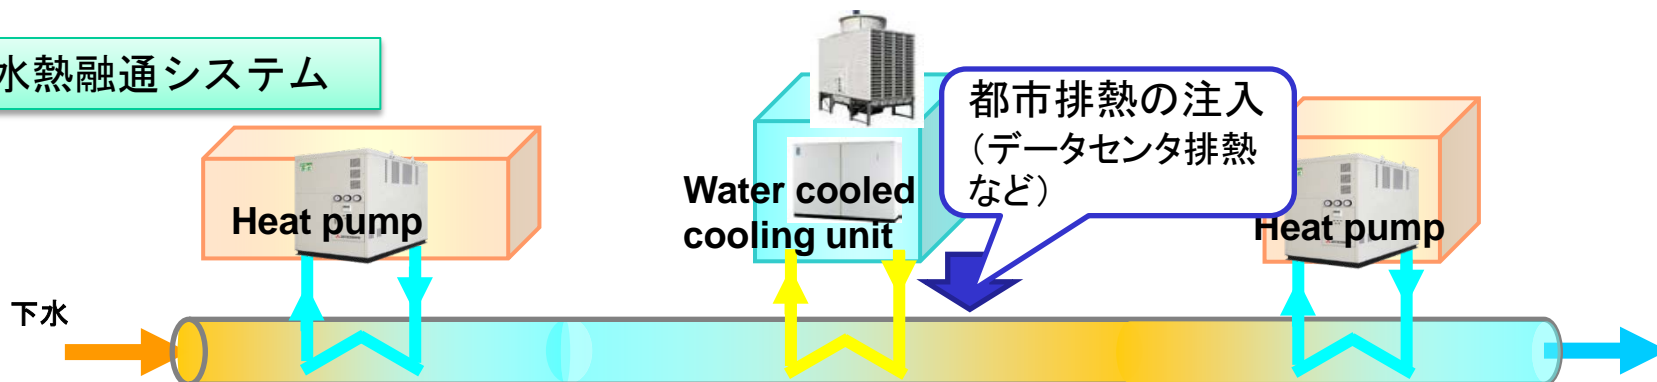 水熱融通システム
都市排熱の注入
（データセンタ排熱
など）
Water cooled
cooling unit
Heat pump
Heat pump
下水